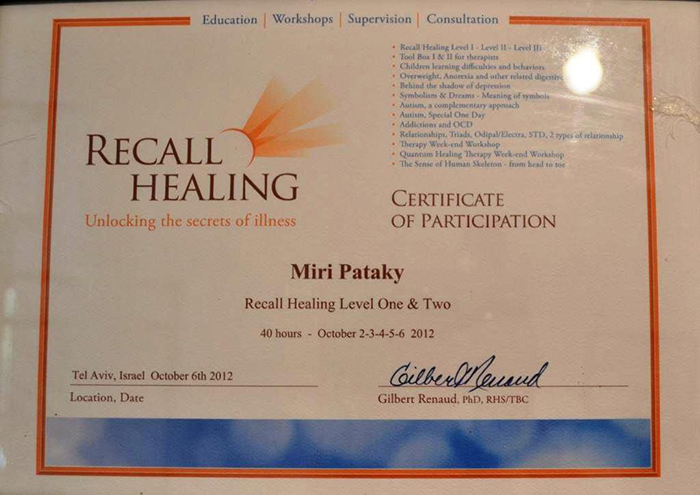 Education | Workshops | Supervision | Consultation
• Recall Healing Level I - Level II - Level III
• Tool Box I & II for therapists
• Children learning difficulties and behaviors
• Overweight, Anorexia and other related digestive
• Behind the shadow of depression
• Symbolism & Dreams - Meaning of symbols
• Autism, a complementary approach
• Autism, Special One Day
• Addictions and OCD
• Relationships, Triads, Odipal/Electra, STD, 2 types of relationship
• Therapy Week-end Workshop
• Quantum Healing Therapy Week-end Workshop
• The Sense of Human Skeleton - from head to toe
RECALL
HEALING
Unlocking the secrets of illness
CERTIFICATE
OF PARTICIPATION
Miri Pataky
Recall Healing Level One & Two
40 hours - October 2-3-4-5-6 2012
Tel Aviv, Israel October 6th 2012
Location, Date
Gilbert Renaud
Gilbert Renaud, PhD, RHS/TBC